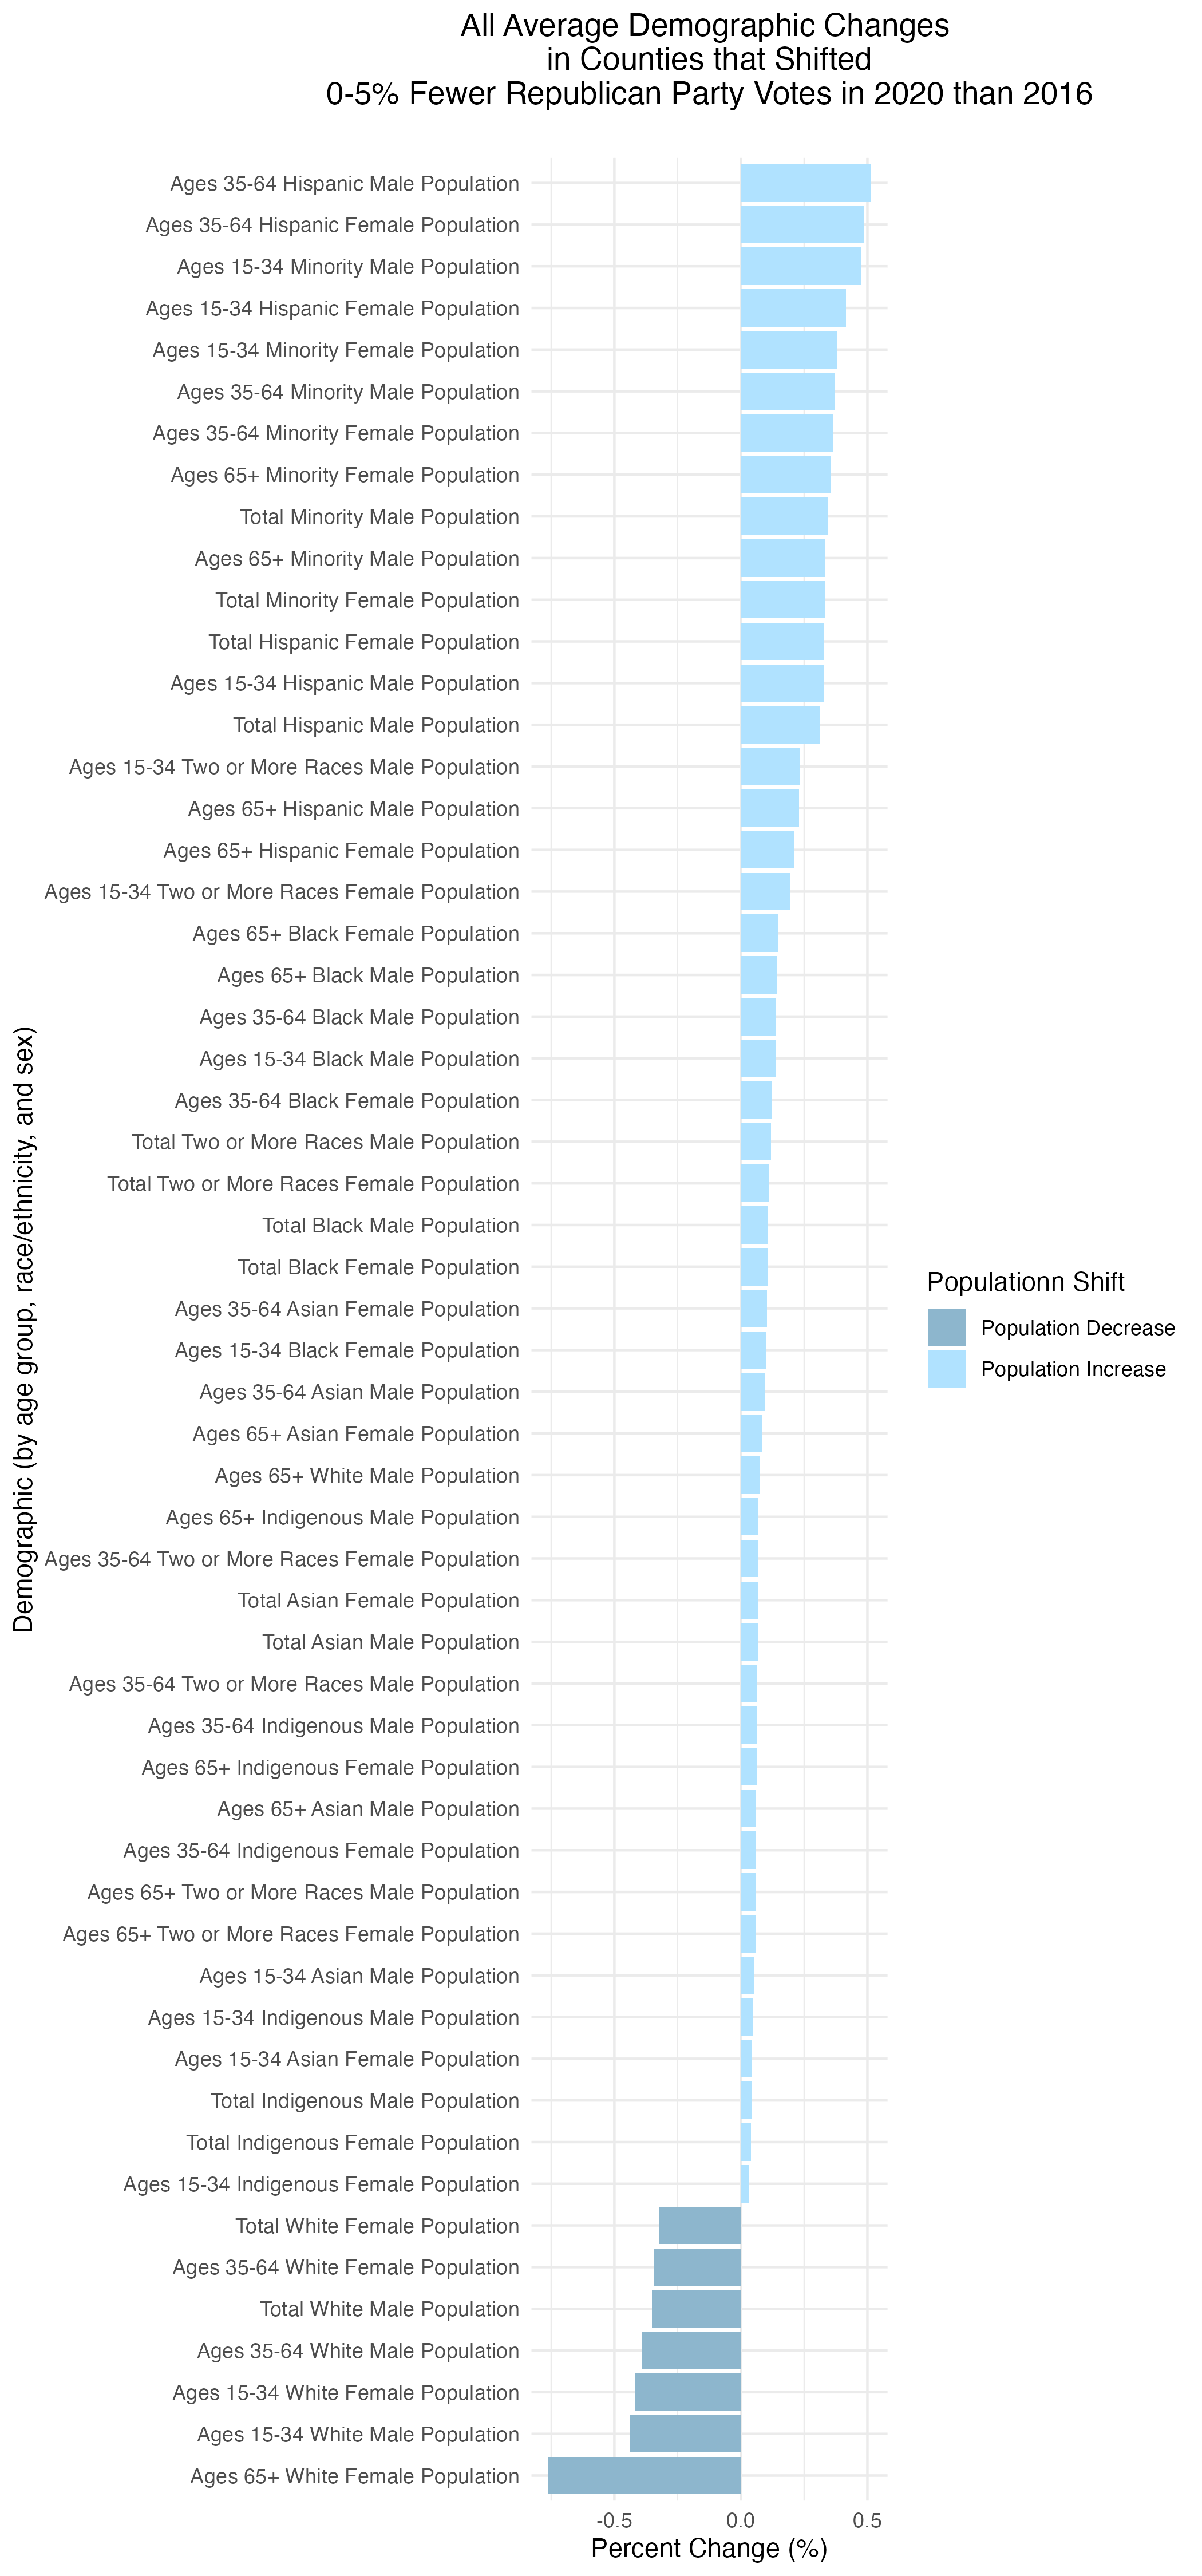 All Average Demographic Changes
in Counties that Shifted
0-5% Fewer Republican Party Votes in 2020 than 2016
Demographic (by age group, race/ethnicity, and sex)
Ages 35-64 Hispanic Male Population
Ages 35-64 Hispanic Female Population
Ages 15-34 Minority Male Population
Ages 15-34 Hispanic Female Population
Ages 15-34 Minority Female Population
Ages 35-64 Minority Male Population
Ages 35-64 Minority Female Population
Ages 65+ Minority Female Population
Total Minority Male Population
Ages 65+ Minority Male Population
Total Minority Female Population
Total Hispanic Female Population
Ages 15-34 Hispanic Male Population
Total Hispanic Male Population
Ages 15-34 Two or More Races Male Population
Ages 65+ Hispanic Male Population
Ages 65+ Hispanic Female Population
Ages 15-34 Two or More Races Female Population
Ages 65+ Black Female Population
Ages 65+ Black Male Population
Ages 35-64 Black Male Population
Ages 15-34 Black Male Population
Ages 35-64 Black Female Population
Total Two or More Races Male Population
Total Two or More Races Female Population
Total Black Male Population
Total Black Female Population
Ages 35-64 Asian Female Population
Ages 15-34 Black Female Population
Ages 35-64 Asian Male Population
Ages 65+ Asian Female Population
Ages 65+ White Male Population
Ages 65+ Indigenous Male Population
Ages 35-64 Two or More Races Female Population
Total Asian Female Population
Total Asian Male Population
Ages 35-64 Two or More Races Male Population
Ages 35-64 Indigenous Male Population
Ages 65+ Indigenous Female Population
Ages 65+ Asian Male Population
Ages 35-64 Indigenous Female Population
Ages 65+ Two or More Races Male Population
Ages 65+ Two or More Races Female Population
Ages 15-34 Asian Male Population
Ages 15-34 Indigenous Male Population
Ages 15-34 Asian Female Population
Total Indigenous Male Population
Total Indigenous Female Population
Ages 15-34 Indigenous Female Population
Total White Female Population
Ages 35-64 White Female Population
Total White Male Population
Ages 35-64 White Male Population
Ages 15-34 White Female Population
Ages 15-34 White Male Population
Ages 65+ White Female Population
-0.5 0.0 0.5
Percent Change (%)
Populationn Shift
Population Decrease
Population Increase